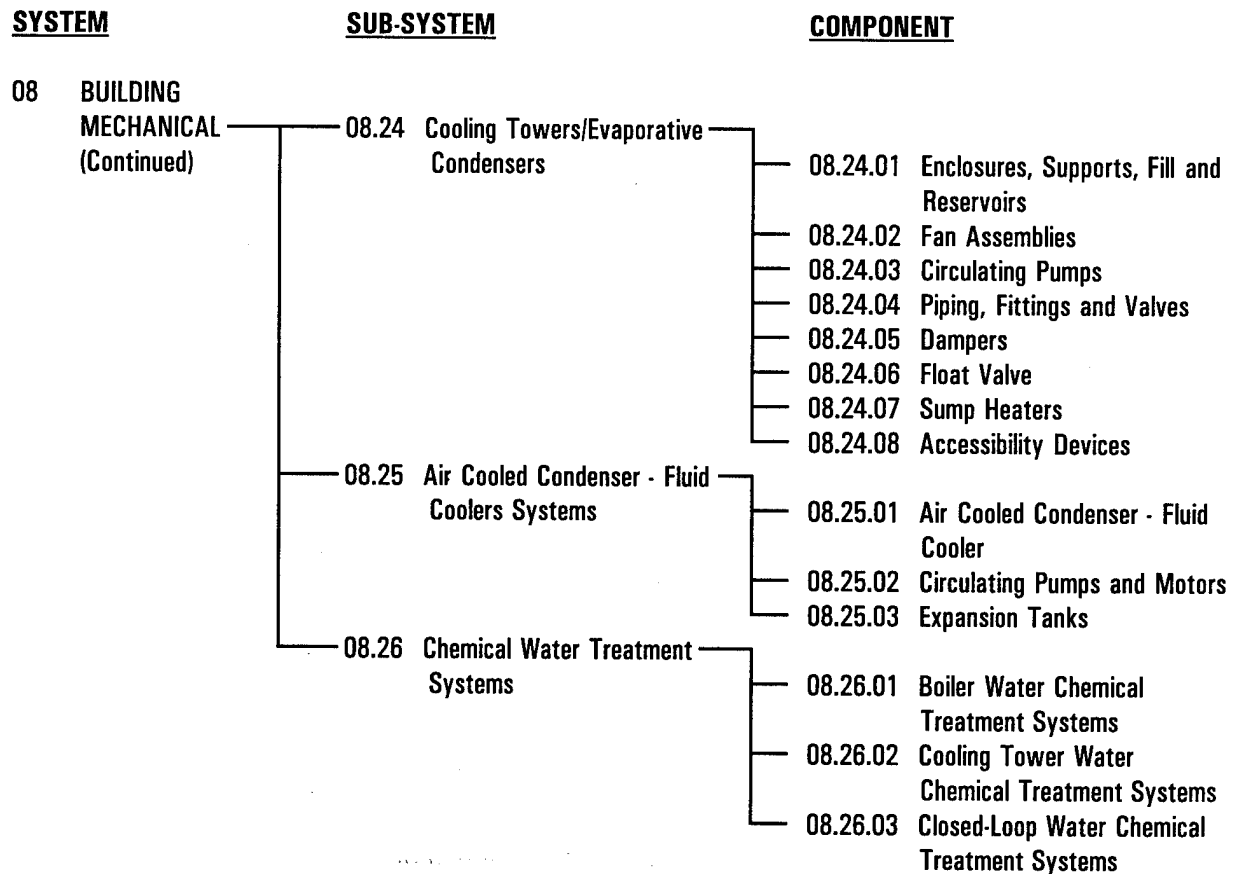 SYSTEM SUB-SYSTEM COMPONENT
08 BUILDING
MECHANICAL
(Continued)
08.24 Cooling Towers/Evaporative
Condensers
08.24.01 Enclosures, Supports, Fill and
Reservoirs
08.24.02 Fan Assemblies
08.24.03 Circulating Pumps
08.24.04 Piping, Fittings and Valves
08.24.05 Dampers
08.24.06 Float Valve
08.24.07 Sump Heaters
08.24.08 Accessibility Devices
08.25 Air Cooled Condenser - Fluid
Coolers Systems
08.25.01 Air Cooled Condenser - Fluid
Cooler
08.25.02 Circulating Pumps and Motors
08.25.03 Expansion Tanks
08.26 Chemical Water Treatment
Systems
08.26.01 Boiler Water Chemical
Treatment Systems
08.26.02 Cooling Tower Water
Chemical Treatment Systems
08.26.03 Closed-Loop Water Chemical
Treatment Systems